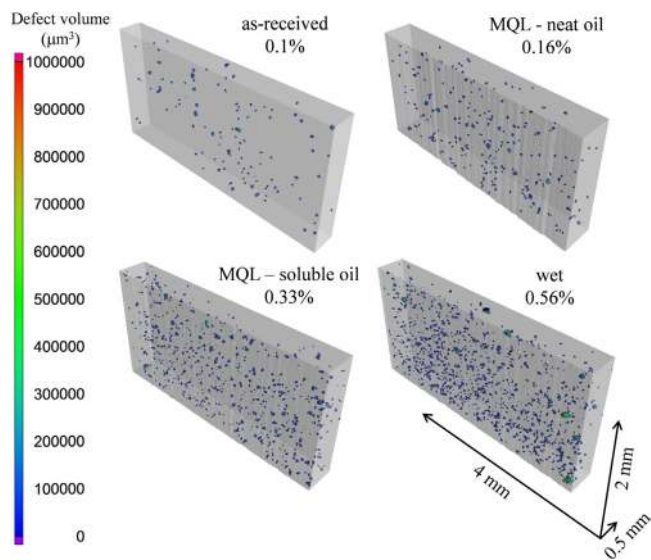 Defect volume
(μm³)
1000000
900000
800000
700000
600000
500000
400000
300000
200000
100000
0
as-received
0.1%
MQL - neat oil
0.16%
MQL – soluble oil
0.33%
wet
0.56%
4 mm
2 mm
0.5 mm